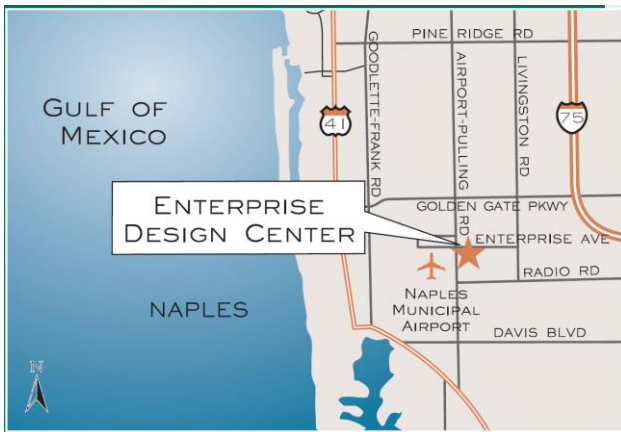 PINE RIDGE RD
GOODLETTE-FRANK RD
AIRPORT-PULLING RD
LIVINGSTON RD
GULF OF
MEXICO
41
75
GOLDEN GATE PKWY
ENTERPRISE
DESIGN CENTER
ENTERPRISE AVE
RADIO RD
NAPLES
NAPLES
MUNICIPAL
AIRPORT
DAVIS BLVD
N